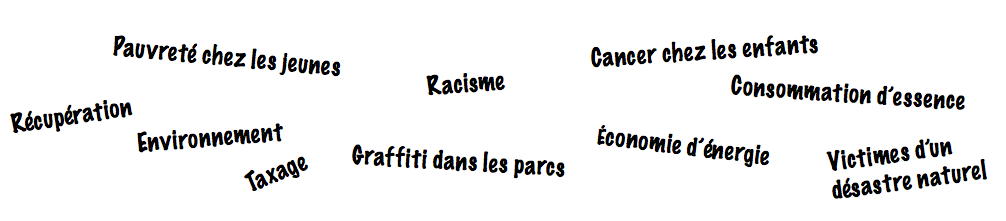 Pauvreté chez les jeunes
Cancer chez les enfants
Racisme
Consommation d'essence
Récupération
Environnement
Économie d'énergie
Taxage
Graffiti dans les parcs
Victimes d'un
désastre naturel